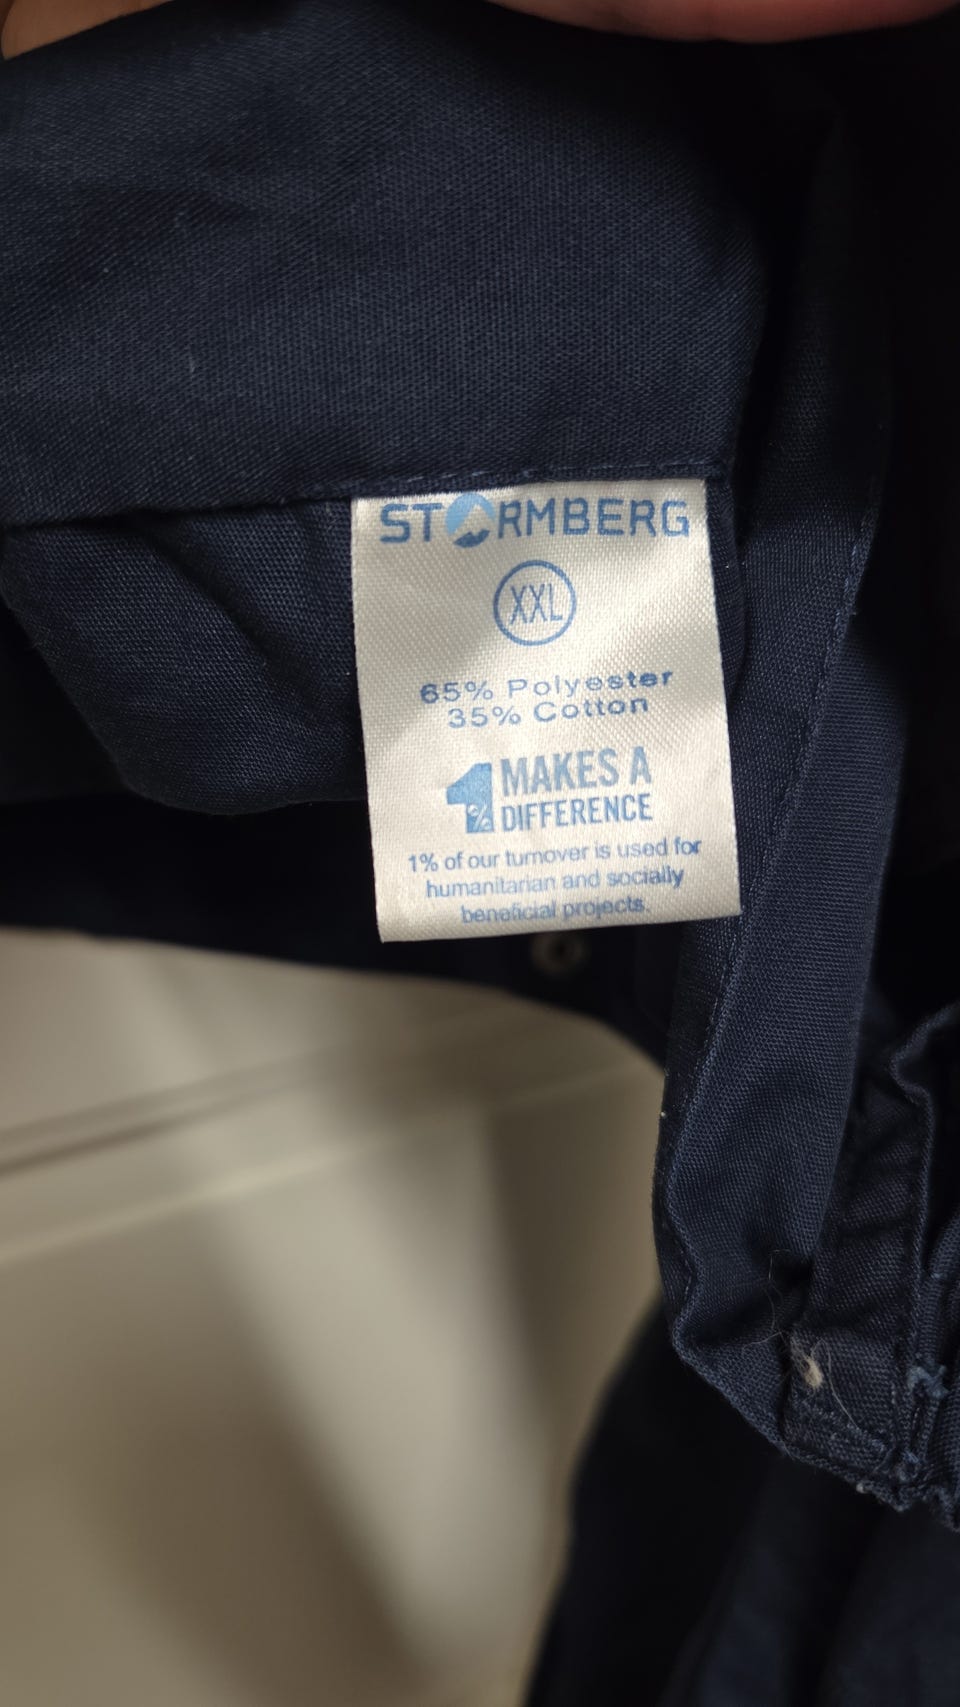 STORMBERG
XXL
65% Polyester
35% Cotton
1% MAKES A
DIFFERENCE
1% of our turnover is used for
humanitarian and socially
beneficial projects.